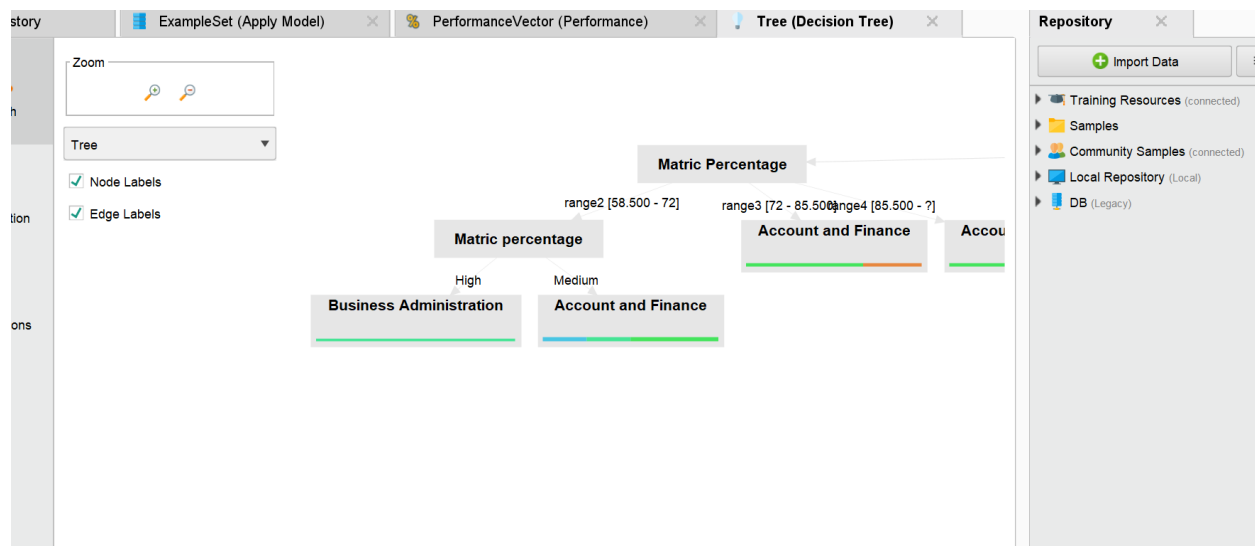 story
ExampleSet (Apply Model)
PerformanceVector (Performance)
Tree (Decision Tree)
Repository
Zoom
Import Data
h
Training Resources (connected)
Tree
Samples
Matric Percentage
Community Samples (connected)
Node Labels
Local Repository (Local)
range2 [58.500 - 72]
range3 [72 - 85.500]
range4 [85.500 - ?]
DB (Legacy)
tion
Edge Labels
Matric percentage
Account and Finance
Accou
High
Medium
Business Administration
Account and Finance
ons